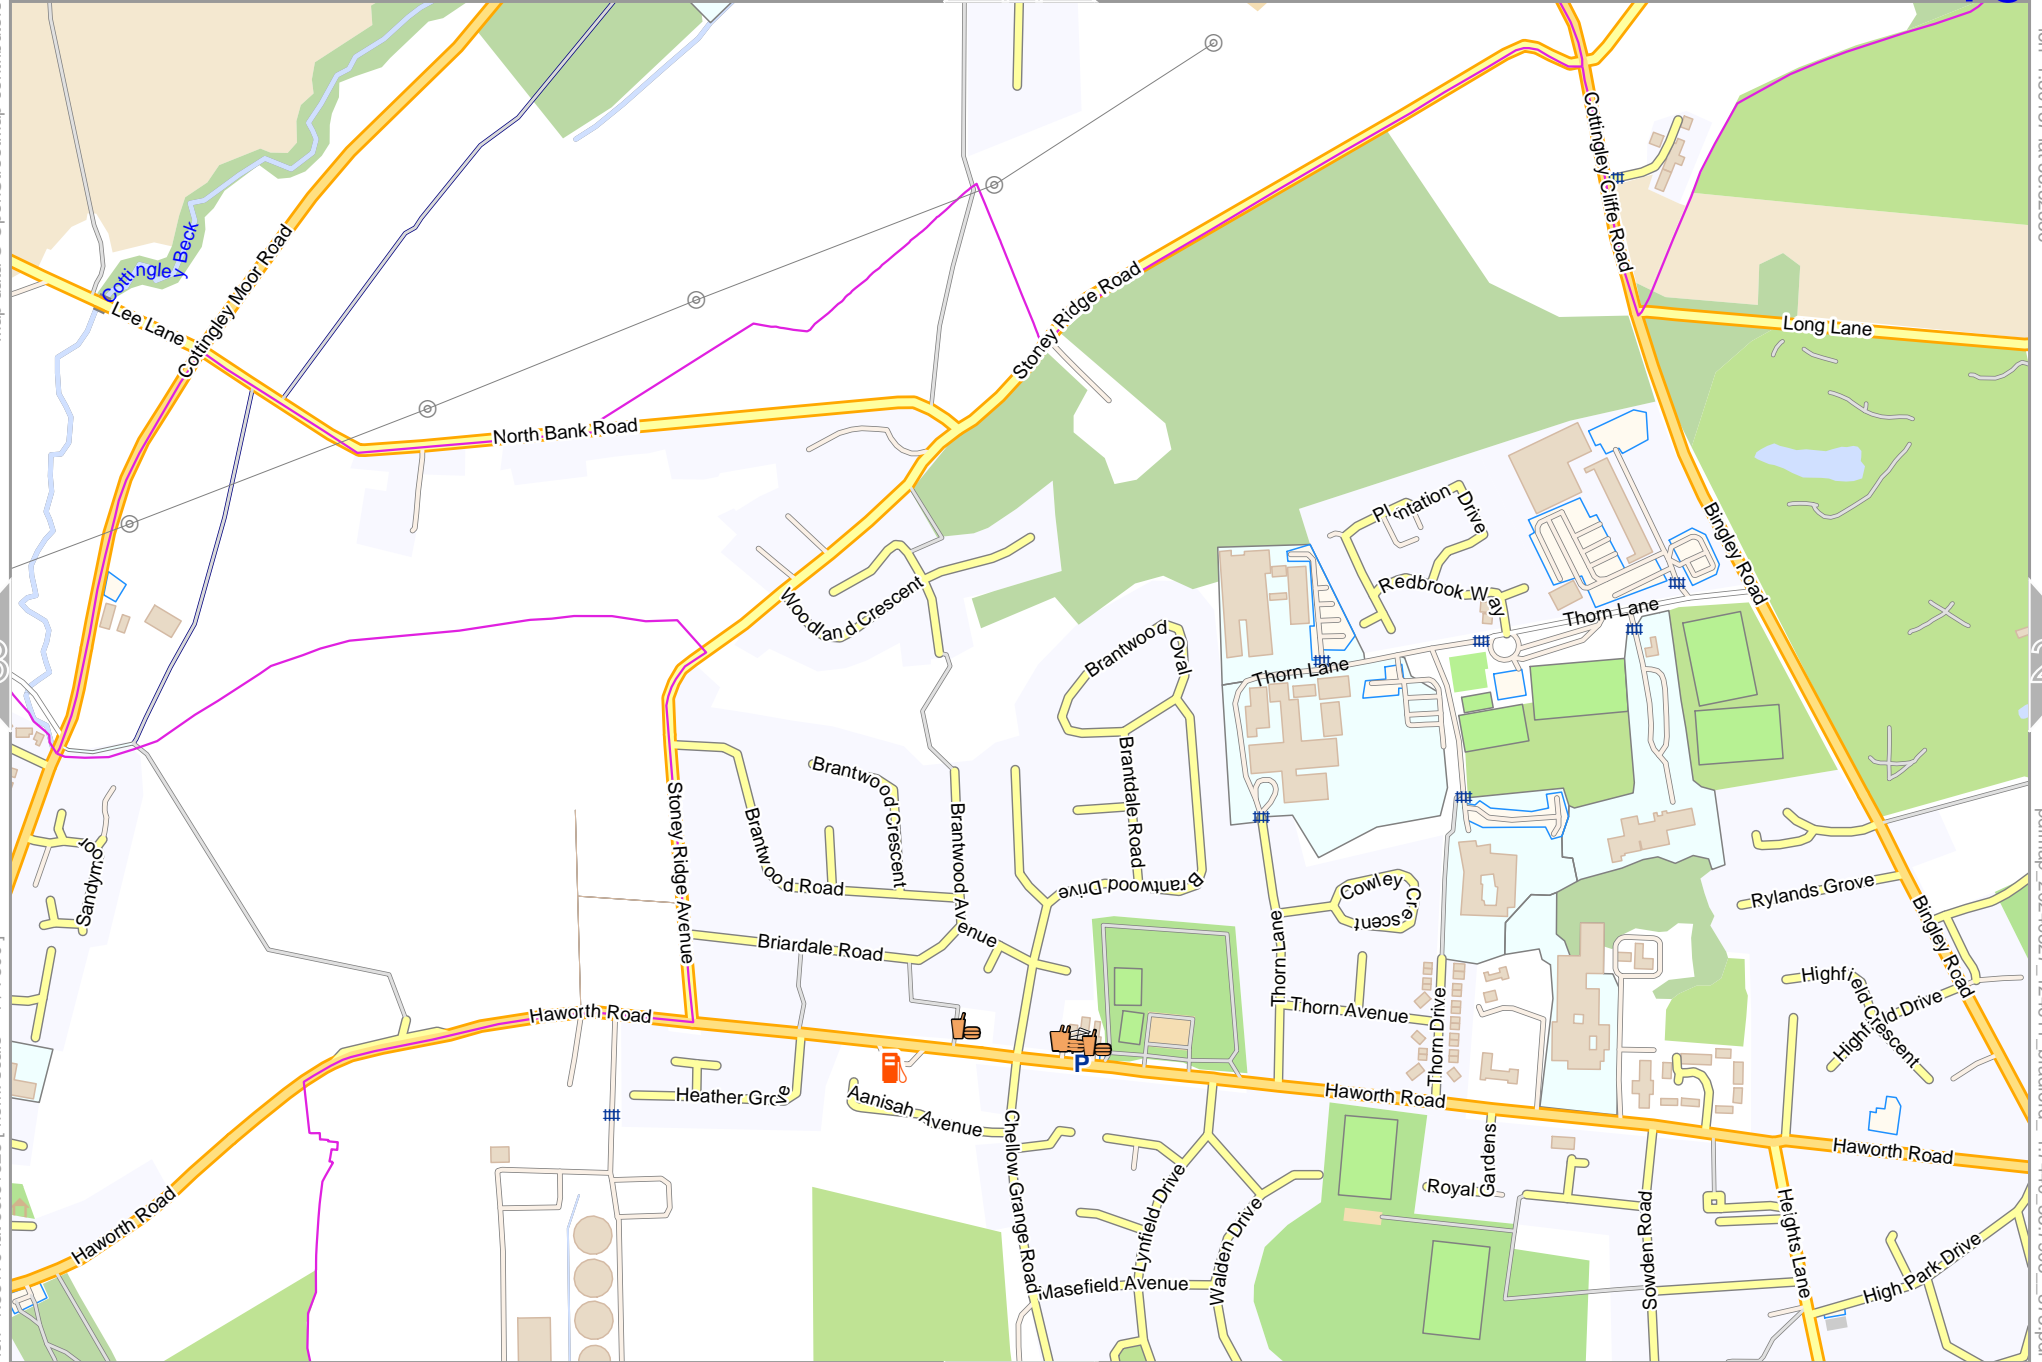 Cottingley Cliffe Road
Cottingley Beck
Cottingley Moor Road
Lee Lane
Stoney Ridge Road
Long Lane
North Bank Road
Plantation Drive
Bingley Road
Redbrook Way
Thorn Lane
Woodland Crescent
Brantwood Oval
Thorn Lane
Brantwood Crescent
Brantwood Road
Stoney Ridge Avenue
Brantwood Avenue
Brandale Road
Brantwood Drive
Cowley Crescent
Rylands Grove
Bingley Road
Briardale Road
Thorn Lane
Thorn Avenue
Thorn Drive
Highfield Crescent
Highfield Drive
Haworth Road
P
Heather Grove
Aanisah Avenue
Haworth Road
Chellow Grange Road
Lynfield Drive
Walden Drive
Masefield Avenue
Royal Gardens
Sowden Road
Heights Lane
Haworth Road
High Park Drive
Haworth Road